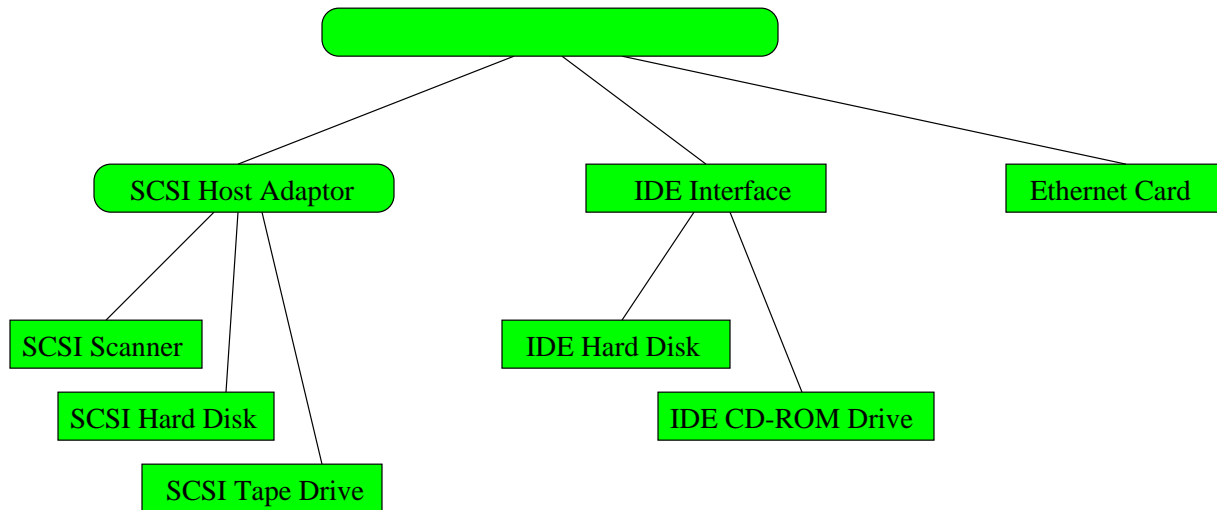 SCSI Host Adaptor
IDE Interface
Ethernet Card
SCSI Scanner
IDE Hard Disk
SCSI Hard Disk
IDE CD-ROM Drive
SCSI Tape Drive